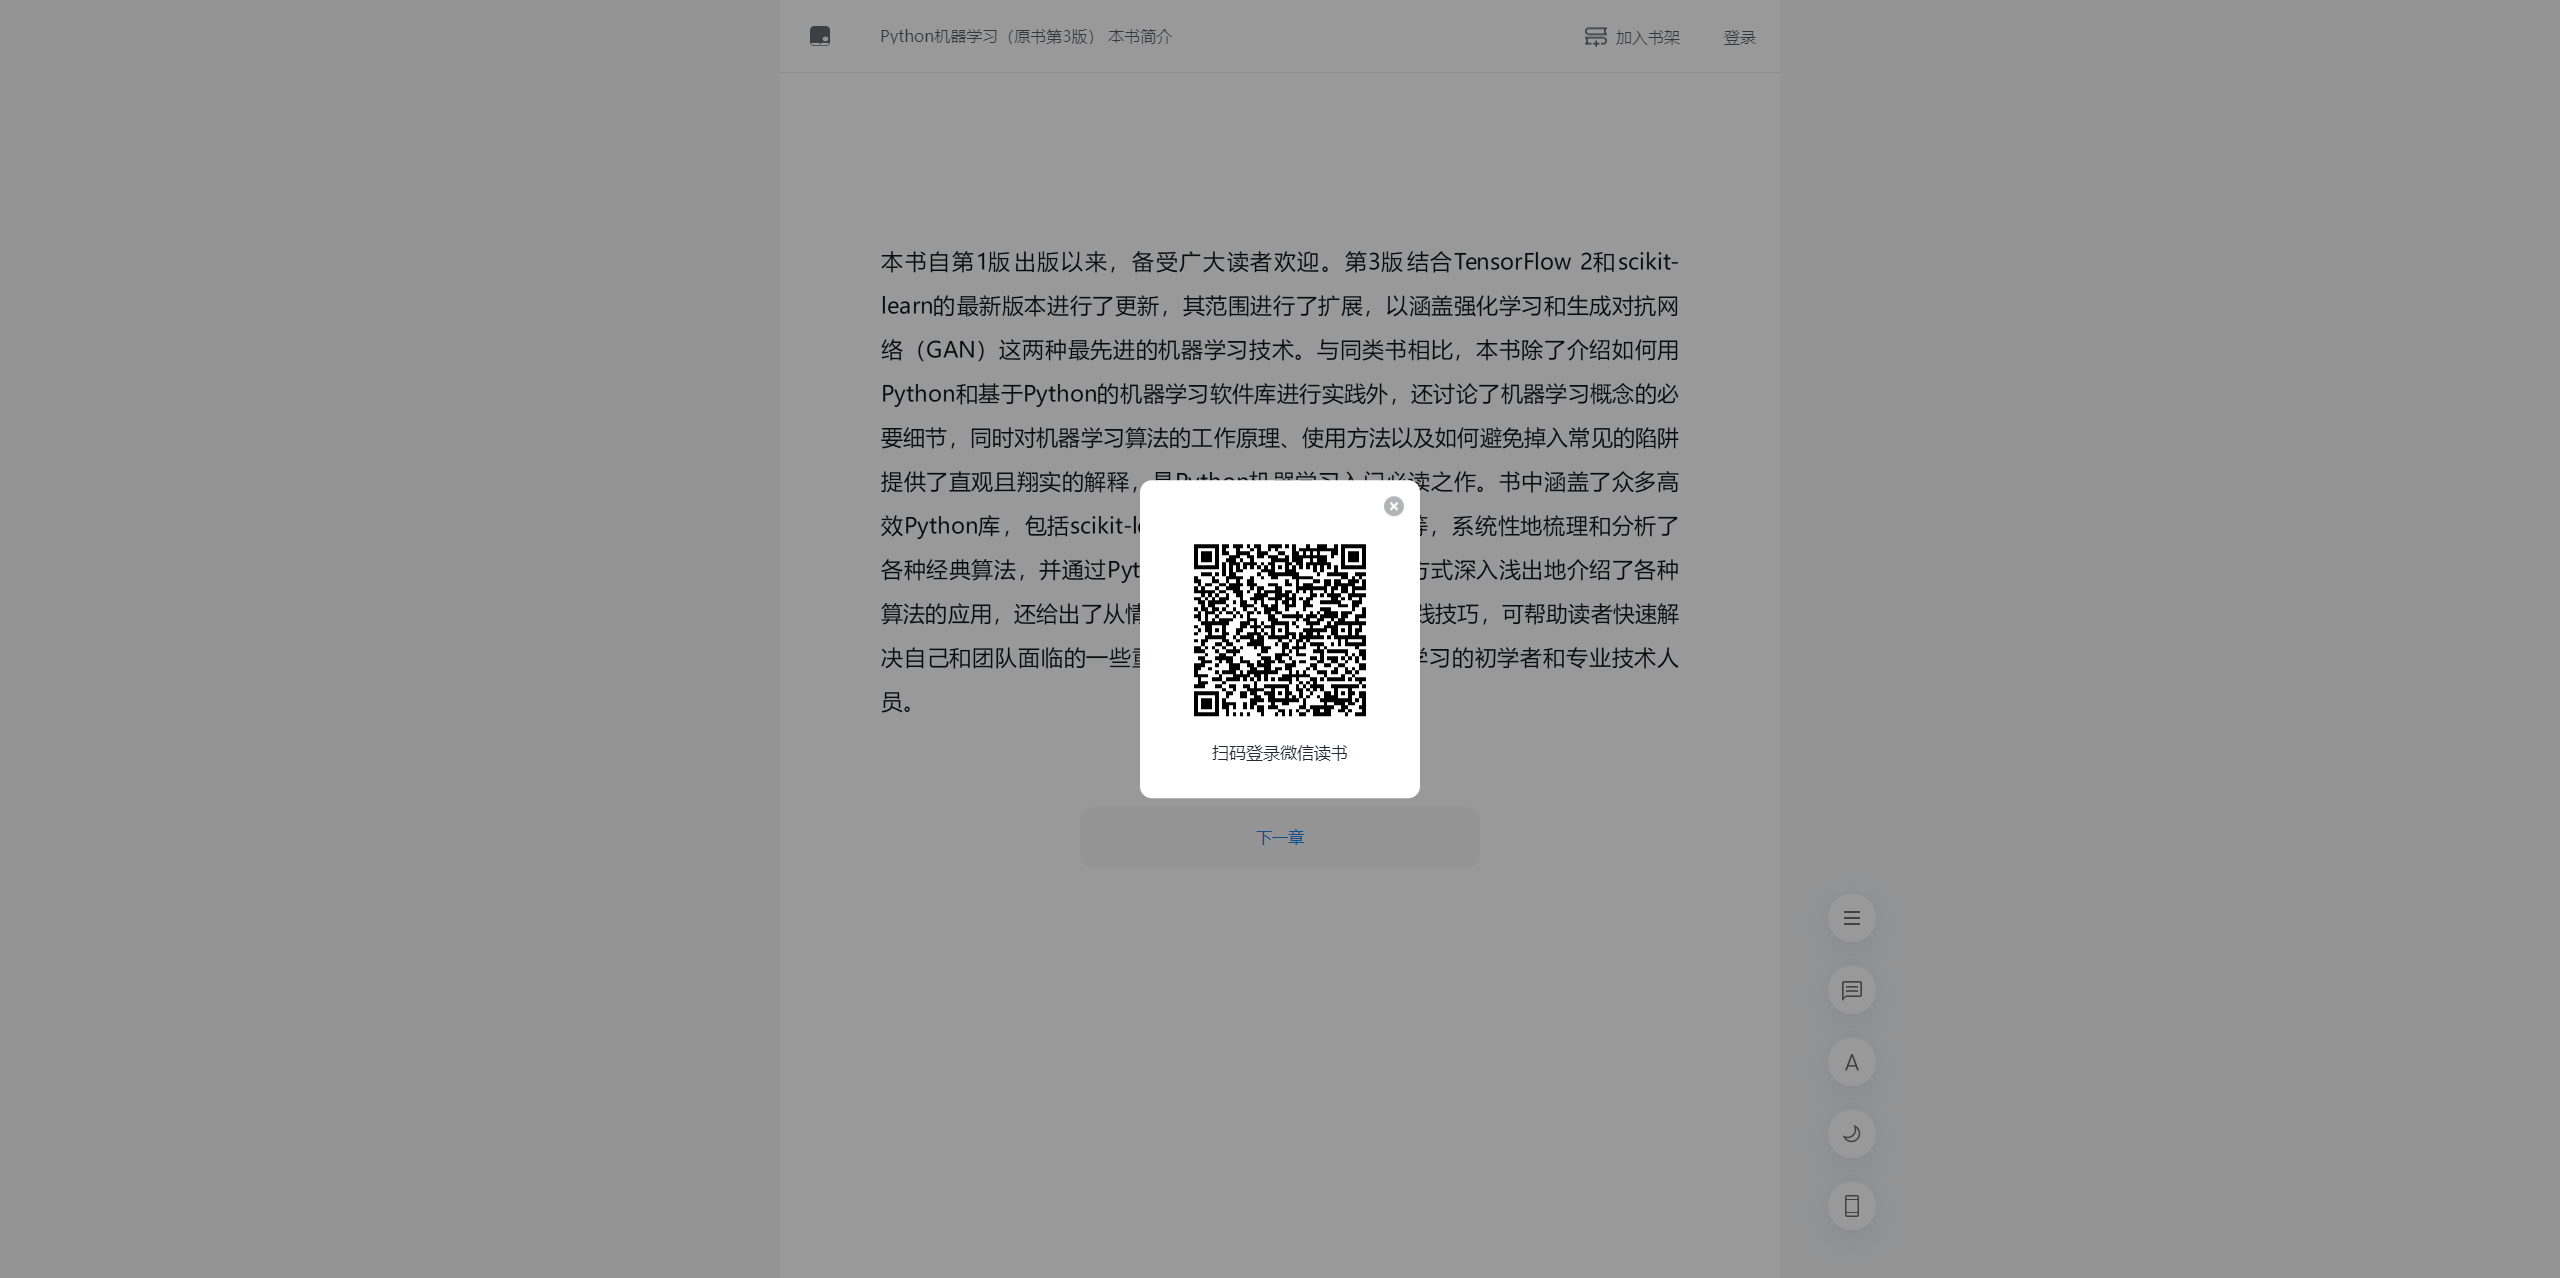 Python机器学习（原书第3版） 本书简介
加入书架
登录
本书自第1版出版以来，备受广大读者欢迎。第3版结合TensorFlow 2和scikit-
learn的最新版本进行了更新，其范围进行了扩展，以涵盖强化学习和生成对抗网
络（GAN）这两种最先进的机器学习技术。与同类书相比，本书除了介绍如何用
Python和基于Python的机器学习软件库进行实践外，还讨论了机器学习概念的必
要细节，同时对机器学习算法的工作原理、使用方法以及如何避免掉入常见的陷阱
提供了直观且翔实的解释，是Python机器学习入门必读之作。书中涵盖了众多高
效Python库，包括scikit-l 等，系统性地梳理和分析了
各种经典算法，并通过Pyt 方式深入浅出地介绍了各种
算法的应用，还给出了从情 践技巧，可帮助读者快速解
决自己和团队面临的一些 学习的初学者和专业技术人
员。
扫码登录微信读书
下一章
A